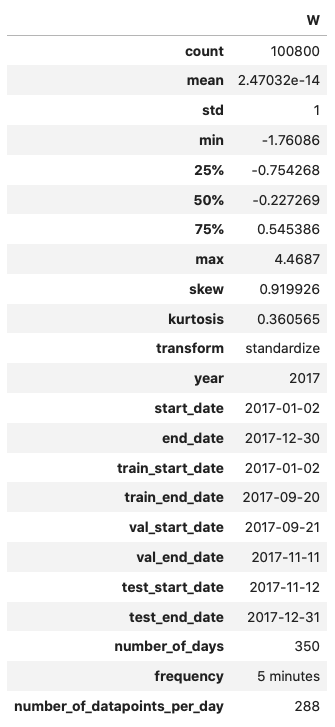 W
count 100800
mean 2.47032e-14
std 1
min -1.76086
25% -0.754268
50% -0.227269
75% 0.545386
max 4.4687
skew 0.919926
kurtosis 0.360565
transform standardize
year 2017
start_date 2017-01-02
end_date 2017-12-30
train_start_date 2017-01-02
train_end_date 2017-09-20
val_start_date 2017-09-21
val_end_date 2017-11-11
test_start_date 2017-11-12
test_end_date 2017-12-31
number_of_days 350
frequency 5 minutes
number_of_datapoints_per_day 288